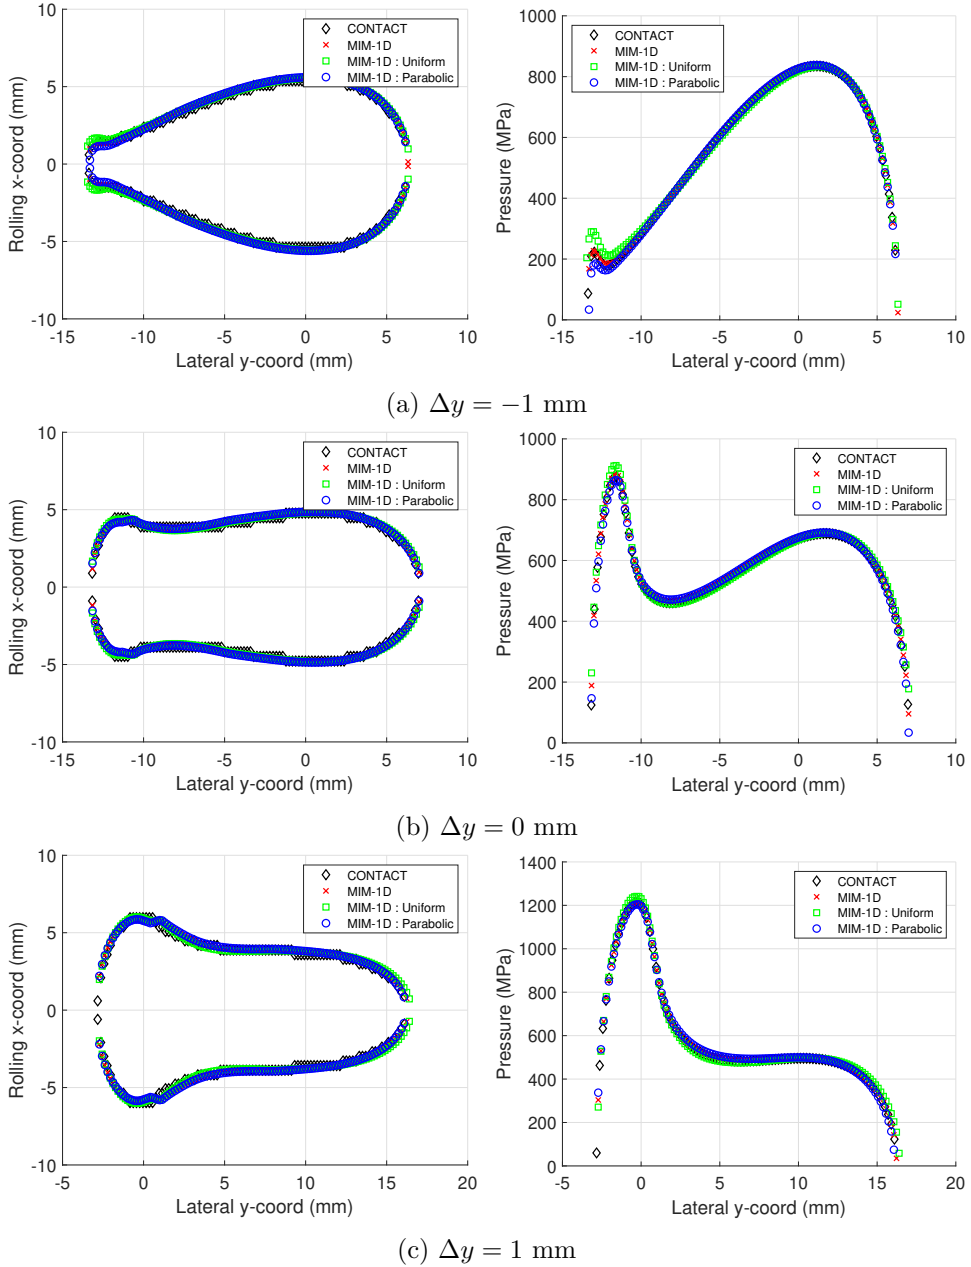 10
5
0
-5
-10
Rolling x-coord (mm)
-15
-10
-5
0
5
10
Lateral y-coord (mm)
CONTACT
MIM-1D
MIM-1D : Uniform
MIM-1D : Parabolic
1000
800
600
400
200
0
Pressure (MPa)
-15
-10
-5
0
5
10
Lateral y-coord (mm)
CONTACT
MIM-1D
MIM-1D : Uniform
MIM-1D : Parabolic
(a) Δy = −1 mm
10
5
0
-5
-10
Rolling x-coord (mm)
-15
-10
-5
0
5
10
Lateral y-coord (mm)
CONTACT
MIM-1D
MIM-1D : Uniform
MIM-1D : Parabolic
1000
800
600
400
200
0
Pressure (MPa)
-15
-10
-5
0
5
10
Lateral y-coord (mm)
CONTACT
MIM-1D
MIM-1D : Uniform
MIM-1D : Parabolic
(b) Δy = 0 mm
10
5
0
-5
-10
Rolling x-coord (mm)
-5
0
5
10
15
20
Lateral y-coord (mm)
CONTACT
MIM-1D
MIM-1D : Uniform
MIM-1D : Parabolic
1400
1200
1000
800
600
400
200
0
Pressure (MPa)
-5
0
5
10
15
20
Lateral y-coord (mm)
CONTACT
MIM-1D
MIM-1D : Uniform
MIM-1D : Parabolic
(c) Δy = 1 mm